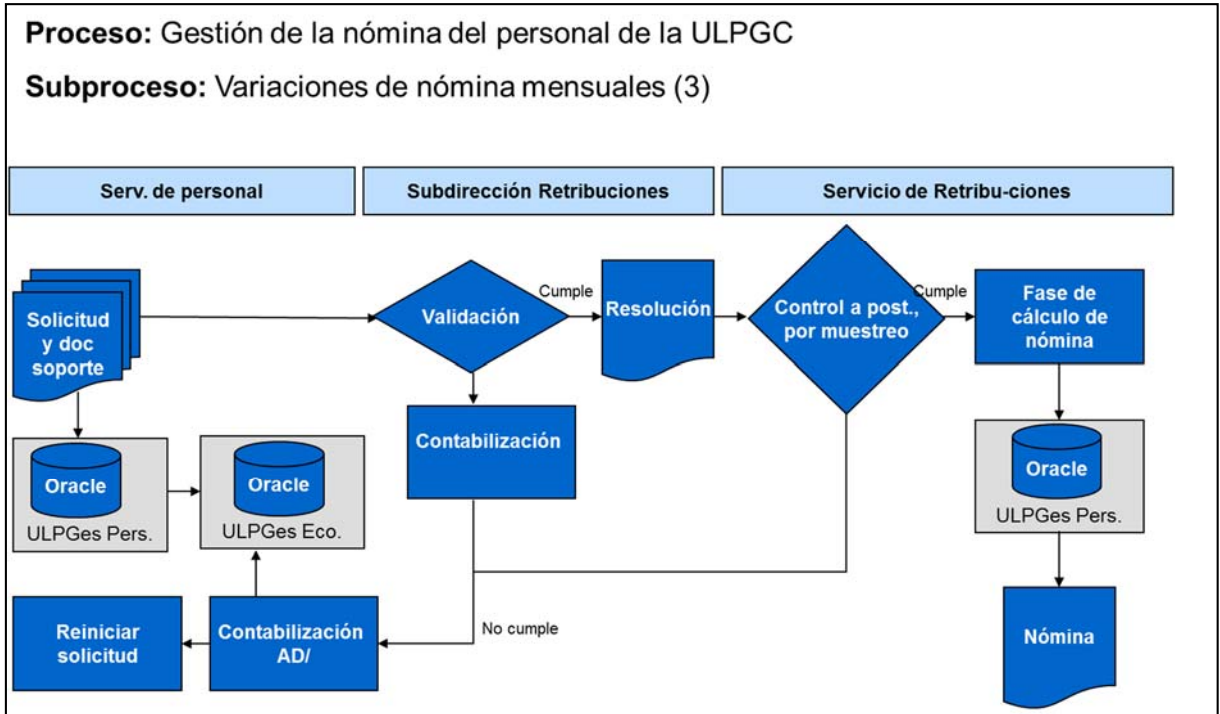 Proceso: Gestión de la nómina del personal de la ULPGC
Subproceso: Variaciones de nómina mensuales (3)
Serv. de personal
Subdirección Retribuciones
Servicio de Retribu-ciones
Solicitud
y doc
soporte
Validación
Cumple
Resolución
Control a post.,
por muestreo
Cumple
Fase de
cálculo de
nómina
Contabilización
Oracle
ULPGes Pers.
Oracle
ULPGes Eco.
Oracle
ULPGes Pers.
Reiniciar
solicitud
Contabilización
AD/
No cumple
Nómina